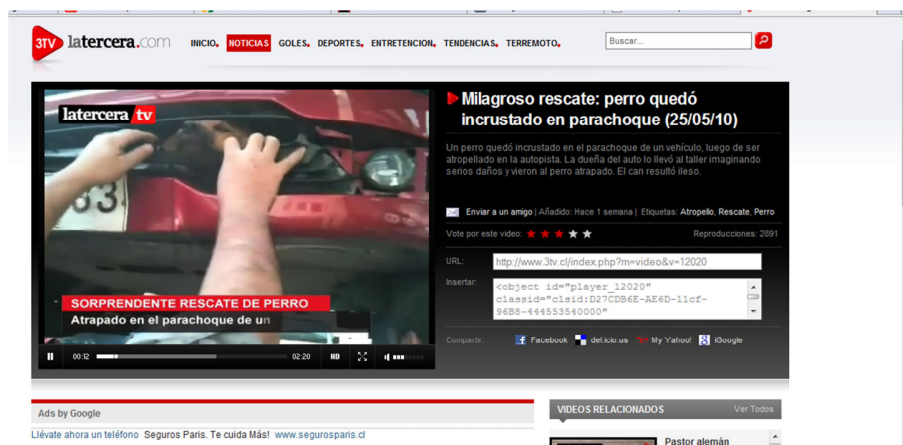 3TV latercera.com INICIO. NOTICIAS GOLES. DEPORTES. ENTRETENCION. TENDENCIAS. TERREMOTO. Buscar...
latercera tv
Milagroso rescate: perro quedó
incrustado en parachoque (25/05/10)
Un perro quedó incrustado en el parachoque de un vehículo, luego de ser
atropellado en la autopista. La dueña del auto lo llevó al taller imaginando
serios daños y vieron al perro atrapado. El can resultó ileso.
Enviar a un amigo | Añadido: Hace 1 semana | Etiquetas: Atropello, Rescate, Perro
Vote por este video: Reproducciones: 2891
URL: http://www.3tv.cl/index.php?m=video&v=12020
Insertar: <object id="player_12020"
classid="clsid:D27CDB6E-AE6D-11cf-
96B8-444553540000"
Compartir: Facebook del.icio.us My Yahoo! iGoogle
83
SORPRENDENTE RESCATE DE PERRO
Atrapado en el parachoque de un
00:12 02:20 HD
Ads by Google
Llévate ahora un teléfono Seguros Paris. Te cuida Más! www.segurosparis.cl
VIDEOS RELACIONADOS Ver Todos
Pastor alemán